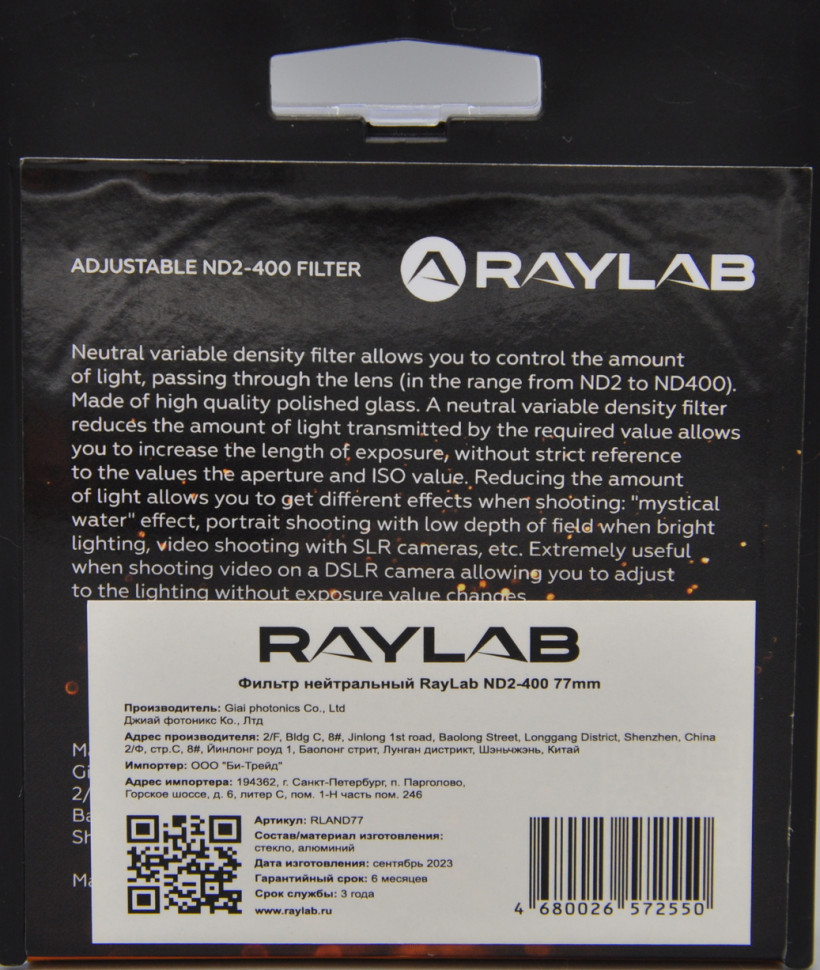 ADJUSTABLE ND2-400 FILTER RAYLAB
Neutral variable density filter allows you to control the amount
of light, passing through the lens (in the range from ND2 to ND400).
Made of high quality polished glass. A neutral variable density filter
reduces the amount of light transmitted by the required value allows
you to increase the length of exposure, without strict reference
to the values the aperture and ISO value. Reducing the amount
of light allows you to get different effects when shooting: "mystical
water" effect, portrait shooting with low depth of field when bright
lighting, video shooting with SLR cameras, etc. Extremely useful
when shooting video on a DSLR camera allowing you to adjust
to the lighting without exposure value changes
RAYLAB
Фильтр нейтральный RayLab ND2-400 77mm
Производитель: Giai photonics Co., Ltd
Джиай фотоникс Ко., Лтд
Адрес производителя: 2/F, Bldg C, 8#, Jinlong 1st road, Baolong Street, Longgang District, Shenzhen, China
2/Ф, стр.С, 8#, Йинлонг роуд 1, Баолонг стрит, Лунган дистрикт, Шэньчжэнь, Китай
Импортер: ООО "Би-Трейд"
Адрес импортера: 194362, г. Санкт-Петербург, п. Парголово,
Горское шоссе, д. 6, литер С, пом. 1-Н часть пом. 246
Артикул: RLAND77
Состав/материал изготовления:
стекло, алюминий
Дата изготовления: сентябрь 2023
Гарантийный срок: 6 месяцев
Срок службы: 3 года
www.raylab.ru
4 680026 572550